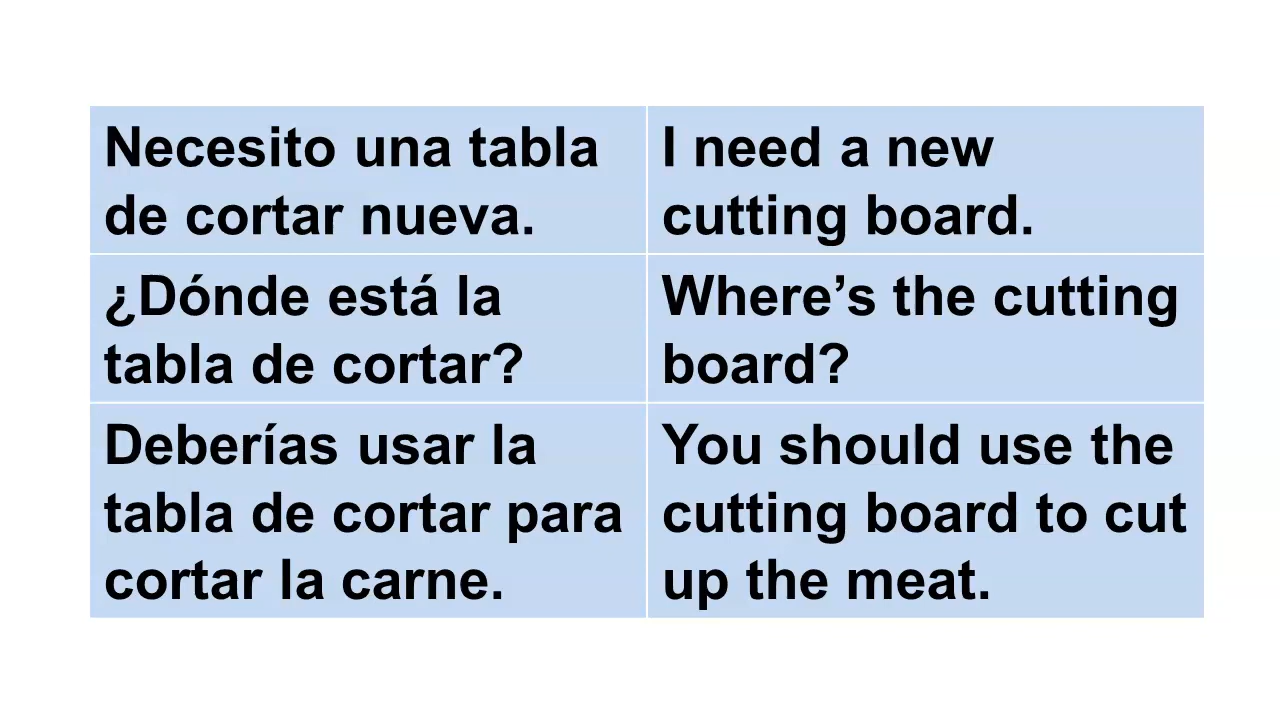 Necesito una tabla
de cortar nueva.
I need a new
cutting board.
¿Dónde está la
tabla de cortar?
Where’s the cutting
board?
Deberías usar la
tabla de cortar para
cortar la carne.
You should use the
cutting board to cut
up the meat.